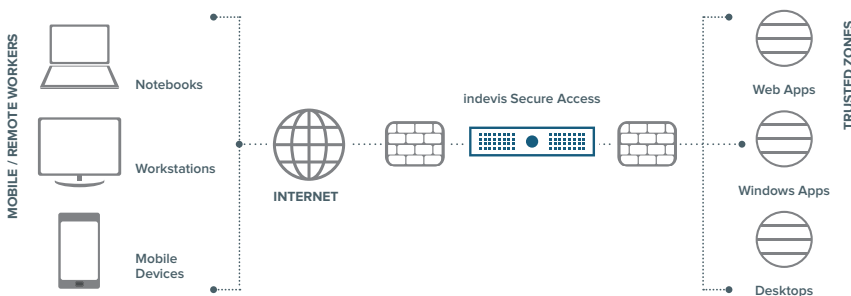 MOBILE / REMOTE WORKERS
Notebooks
Workstations
Mobile
Devices
INTERNET
indevis Secure Access
Web Apps
Windows Apps
Desktops
TRUSTED ZONES